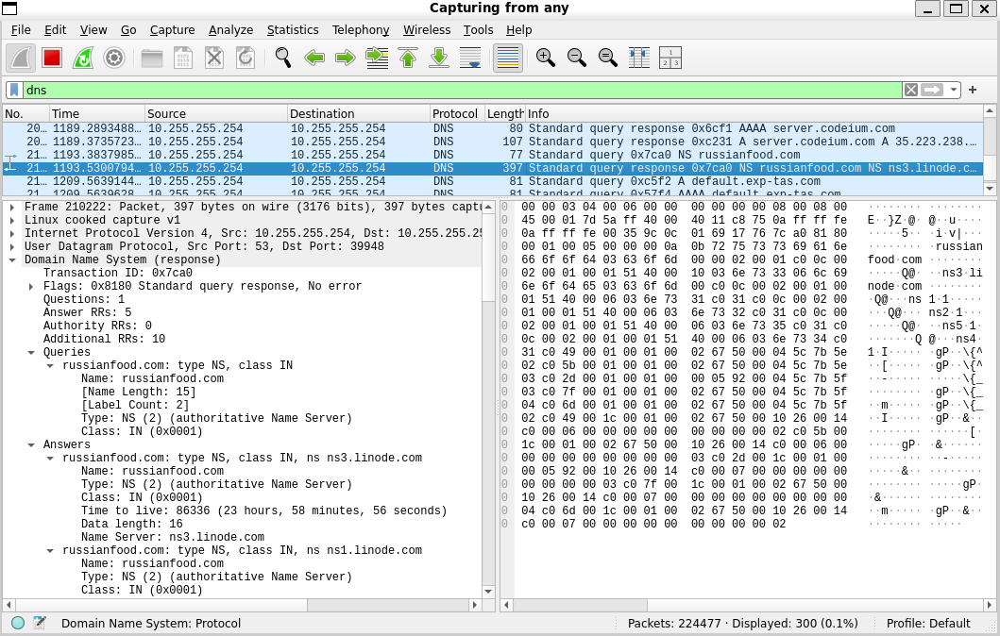 Capturing from any
File Edit View Go Capture Analyze Statistics Telephony Wireless Tools Help
dns
No. Time Source Destination Protocol Length Info
20… 1189.2893488… 10.255.255.254 10.255.255.254 DNS 80 Standard query response 0x6cf1 AAAA server.codeium.com
20… 1190.3735723… 10.255.255.254 10.255.255.254 DNS 107 Standard query response 0xc231 A server.codeium.com A 35.223.238.…
21… 1193.3837985… 10.255.255.254 10.255.255.254 DNS 77 Standard query 0x7ca0 NS russianfood.com
21… 1193.5300794… 10.255.255.254 10.255.255.254 DNS 397 Standard query response 0x7ca0 NS russianfood.com NS ns3.linode.c…
21… 1209.5639144… 10.255.255.254 10.255.255.254 DNS 81 Standard query 0xc5f2 A default.exp-tas.com
21… 1209.5639628… 10.255.255.254 10.255.255.254 DNS 81 Standard query 0x57f4 AAAA default.exp-tas.com
Frame 210222: Packet, 397 bytes on wire (3176 bits), 397 bytes captu
Linux cooked capture v1
Internet Protocol Version 4, Src: 10.255.255.254, Dst: 10.255.255.25
User Datagram Protocol, Src Port: 53, Dst Port: 39948
Domain Name System (response)
Transaction ID: 0x7ca0
Flags: 0x8180 Standard query response, No error
Questions: 1
Answer RRs: 5
Authority RRs: 0
Additional RRs: 10
Queries
russianfood.com: type NS, class IN
Name: russianfood.com
[Name Length: 15]
[Label Count: 2]
Type: NS (2) (authoritative Name Server)
Class: IN (0x0001)
Answers
russianfood.com: type NS, class IN, ns ns3.linode.com
Name: russianfood.com
Type: NS (2) (authoritative Name Server)
Class: IN (0x0001)
Time to live: 86336 (23 hours, 58 minutes, 56 seconds)
Data length: 16
Name Server: ns3.linode.com
russianfood.com: type NS, class IN, ns ns1.linode.com
Name: russianfood.com
Type: NS (2) (authoritative Name Server)
Class: IN (0x0001)
0 00 00 03 04 00 06 00 00 00 00 00 00 08 00 08 00 ········ ········
0 45 00 01 7d 5a ff 40 00 40 11 c8 75 0a ff ff fe E··}Z·@· @··u····
0 0a ff ff fe 00 35 9c 0c 01 69 17 76 7c a0 81 80 ·····5·· ·i·v|···
0 00 01 00 05 00 00 00 0a 0b 72 75 73 73 69 61 6e ········ ·russian
0 66 6f 6f 64 03 63 6f 6d 00 00 02 00 01 c0 0c 00 food·com ········
0 02 00 01 00 01 51 40 00 10 03 6e 73 33 06 6c 69 ·····Q@· ··ns3·li
0 6e 6f 64 65 03 63 6f 6d 00 c0 0c 00 02 00 01 00 node·com ········
0 01 51 40 00 06 03 6e 73 31 c0 31 c0 0c 00 02 00 ·Q@···ns 1·1·····
0 01 00 01 51 40 00 06 03 6e 73 32 c0 31 c0 0c 00 ···Q@··· ns2·1···
0 02 00 01 00 01 51 40 00 06 03 6e 73 35 c0 31 c0 ·····Q@· ··ns5·1·
0 0c 00 02 00 01 00 01 51 40 00 06 03 6e 73 34 c0 ·······Q @···ns4·
0 31 c0 49 00 01 00 01 00 02 67 50 00 04 5c 7b 5e 1·I····· ·gP··\{^
0 02 c0 5b 00 01 00 01 00 02 67 50 00 04 5c 7b 5e ··[····· ·gP··\{^
0 03 c0 2d 00 01 00 01 00 00 05 92 00 04 5c 7b 5f ··-····· ·····\{_
0 03 c0 7f 00 01 00 01 00 02 67 50 00 04 5c 7b 5f ········ ·gP··\{_
0 04 c0 6d 00 01 00 01 00 02 67 50 00 04 5c 7b 5f ··m····· ·gP··\{_
0 02 c0 49 00 1c 00 01 00 02 67 50 00 10 26 00 14 ··I····· ·gP··&··
0 c0 00 06 00 00 00 00 00 00 00 00 00 02 c0 5b 00 ········ ······[·
0 1c 00 01 00 02 67 50 00 10 26 00 14 c0 00 06 00 ·····gP· ·&······
0 00 00 00 00 00 00 00 00 03 c0 2d 00 1c 00 01 00 ········ ··-·····
0 00 05 92 00 10 26 00 14 c0 00 07 00 00 00 00 00 ·····&·· ········
0 00 00 00 00 03 c0 7f 00 1c 00 01 00 02 67 50 00 ········ ·····gP·
0 10 26 00 14 c0 00 07 00 00 00 00 00 00 00 00 00 ·&······ ········
0 04 c0 6d 00 1c 00 01 00 02 67 50 00 10 26 00 14 ··m····· ·gP··&··
0 c0 00 07 00 00 00 00 00 00 00 00 00 02 ········ ·····
Domain Name System: Protocol
Packets: 224477 · Displayed: 300 (0.1%)
Profile: Default